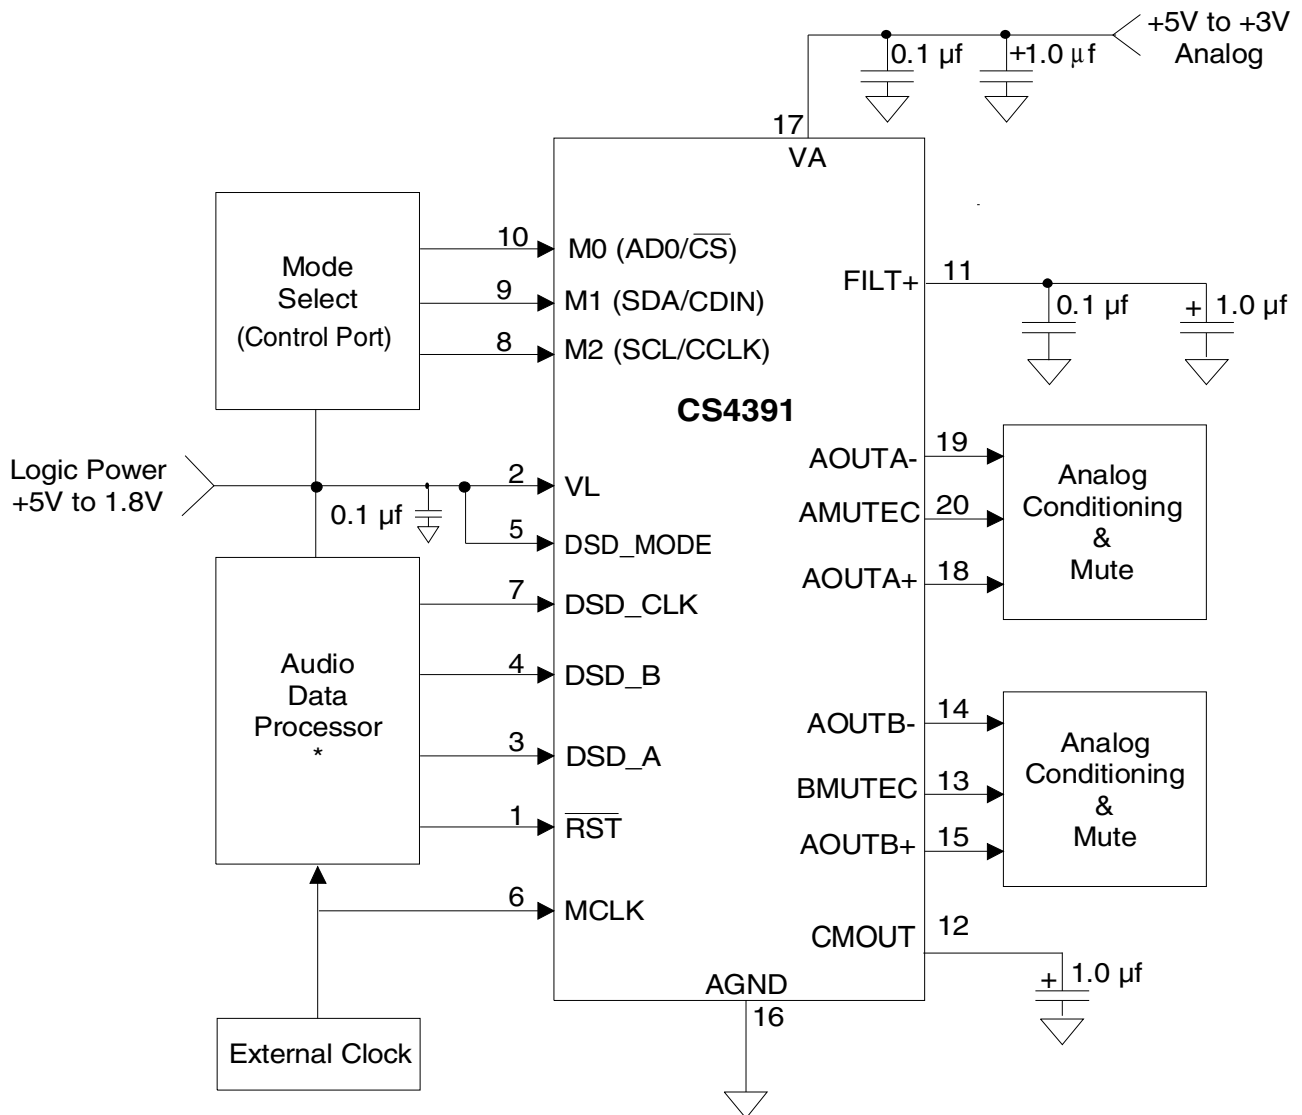 +5V to +3V
Analog
0.1 µf
+
1.0 µf
17
VA
Mode
Select
(Control Port)
10
M0 (AD0/CS)
9
M1 (SDA/CDIN)
8
M2 (SCL/CCLK)
FILT+
11
0.1 µf
+
1.0 µf
CS4391
Logic Power
+5V to 1.8V
0.1 µf
2
VL
5
DSD_MODE
7
DSD_CLK
4
DSD_B
3
DSD_A
1
RST
6
MCLK
Audio
Data
Processor
*
External Clock
AOUTA-
19
AMUTEC
20
AOUTA+
18
Analog
Conditioning
&
Mute
AOUTB-
14
BMUTEC
13
AOUTB+
15
Analog
Conditioning
&
Mute
CMOUT
12
+
1.0 µf
AGND
16